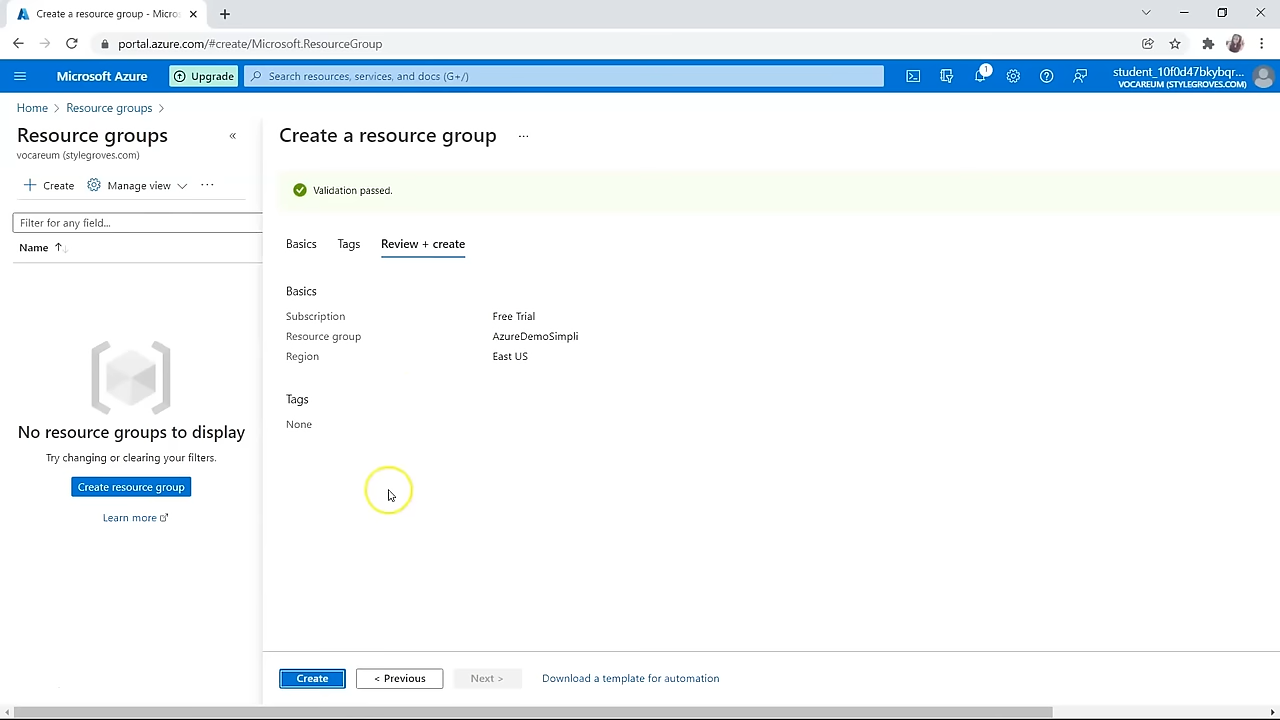 Create a resource group - Micros
portal.azure.com/#create/Microsoft.ResourceGroup
Microsoft Azure
Upgrade
Search resources, services, and docs (G+/)
1
student_10f0d47bkybqr...
VOCAREUM (STYLEGROVES.COM)
Home > Resource groups >
Resource groups
«
vocareum (stylegroves.com)
+ Create
Manage view
...
Filter for any field...
Name ↑↓
No resource groups to display
Try changing or clearing your filters.
Create resource group
Learn more
Create a resource group
...
Validation passed.
Basics
Tags
Review + create
Basics
Subscription Free Trial
Resource group AzureDemoSimpli
Region East US
Tags
None
Create
< Previous
Next >
Download a template for automation